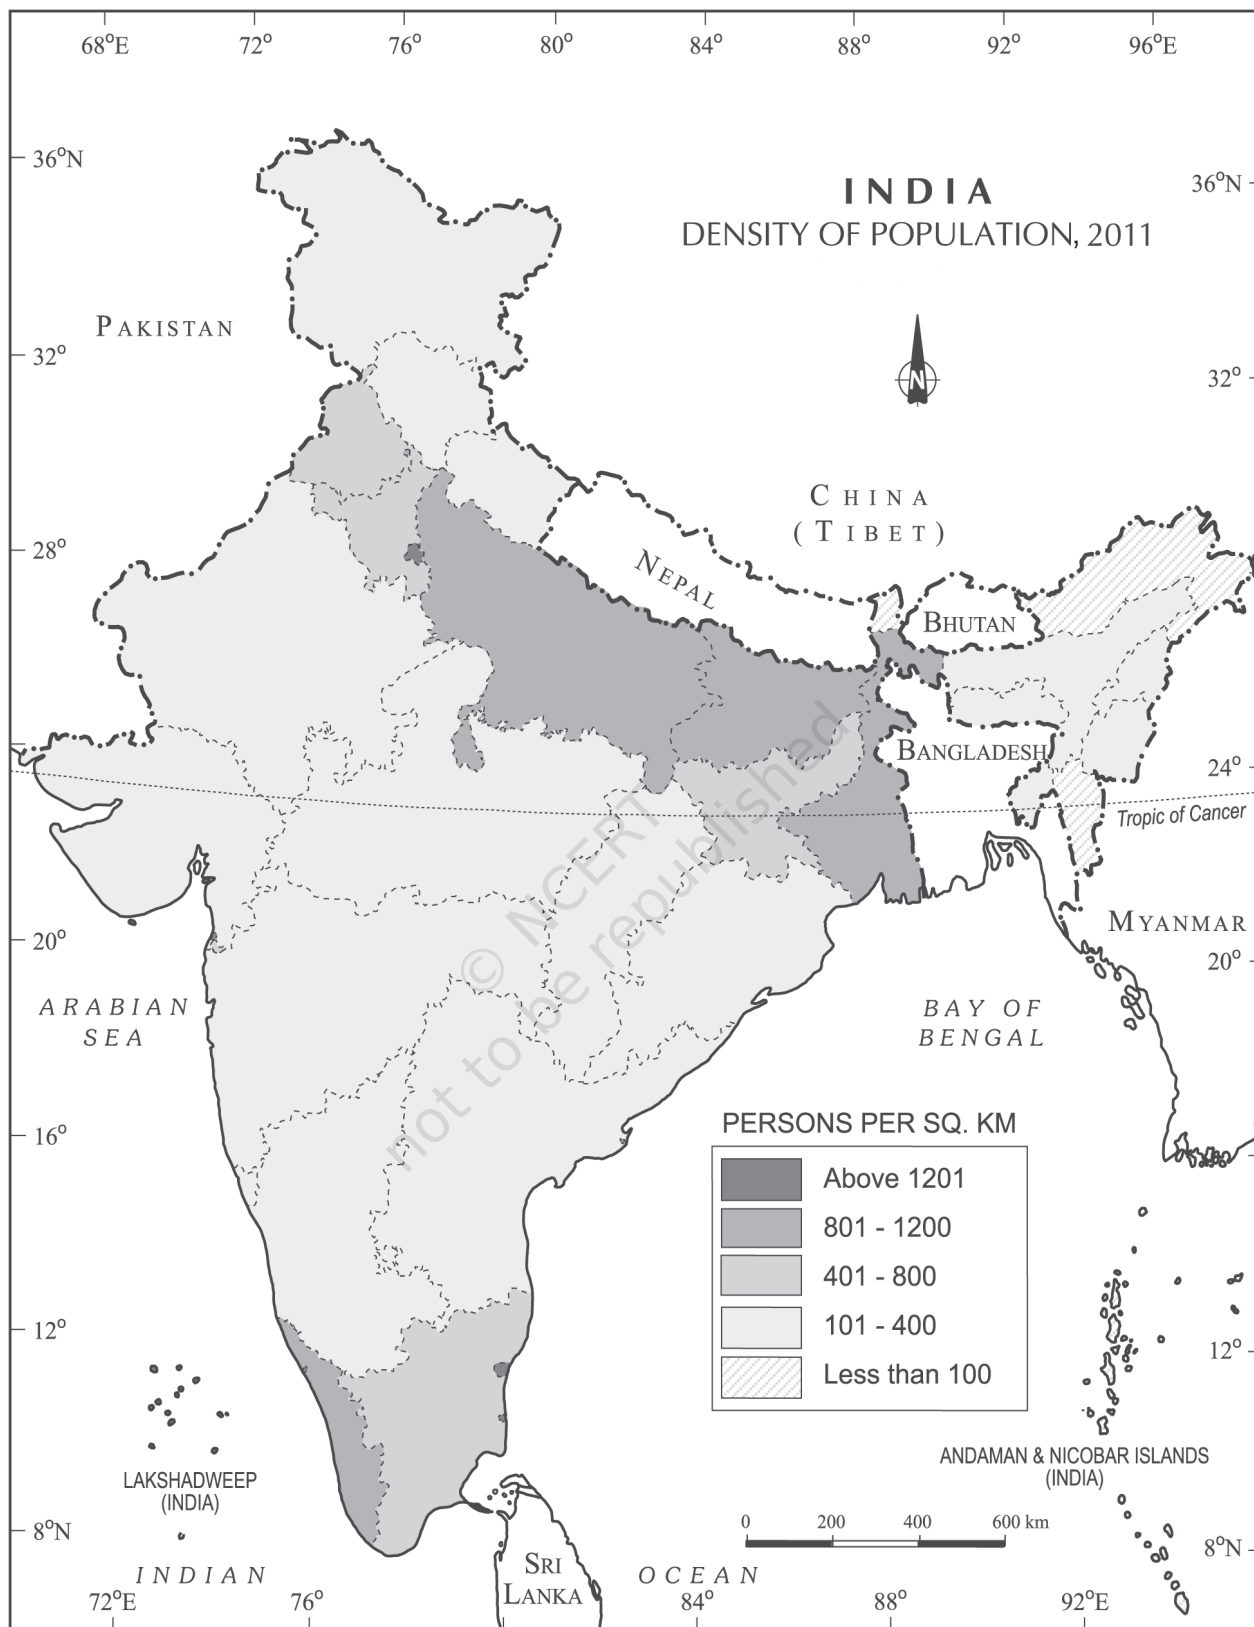 68°E 72° 76° 80° 84° 88° 92° 96°E
36°N
36°N
INDIA
DENSITY OF POPULATION, 2011
PAKISTAN
32°
32°
N
CHINA
(TIBET)
28°
NEPAL
BHUTAN
BANGLADESH
24°
Tropic of Cancer
© NCERT
not to be republished
MYANMAR
20°
20°
ARABIAN
SEA
BAY OF
BENGAL
16°
PERSONS PER SQ. KM
Above 1201
801 - 1200
401 - 800
101 - 400
Less than 100
12°
12°
LAKSHADWEEP
(INDIA)
ANDAMAN & NICOBAR ISLANDS
(INDIA)
8°N
0 200 400 600 km
8°N
SRI
LANKA
INDIAN OCEAN
72°E 76° 84° 88° 92°E